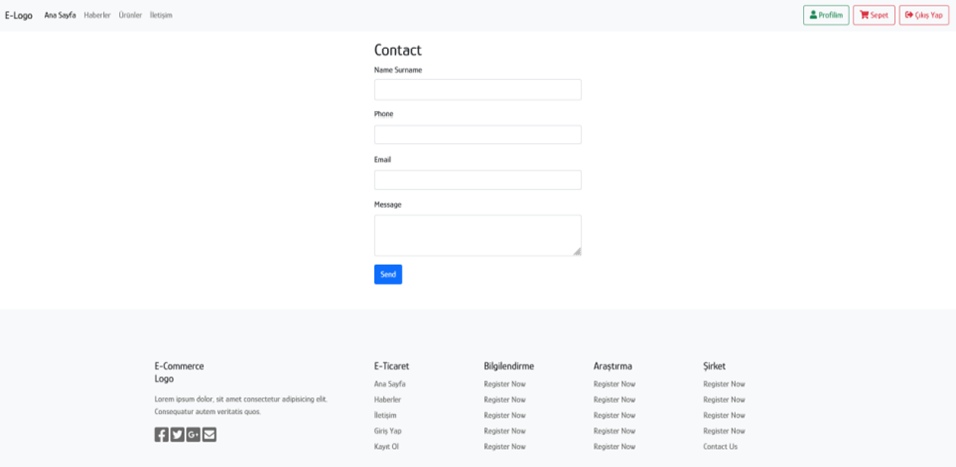 E-Logo Ana Sayfa Haberler Ürünler İletişim Profilim Sepet Çıkış Yap
Contact
Name Surname
Phone
Email
Message
Send
E-Commerce
Logo
Lorem ipsum dolor, sit amet consectetur adipisicing elit.
Consequatur autem veritatis quos.
E-Ticaret
Ana Sayfa
Haberler
İletişim
Giriş Yap
Kayıt Ol
Bilgilendirme
Register Now
Register Now
Register Now
Register Now
Register Now
Araştırma
Register Now
Register Now
Register Now
Register Now
Register Now
Şirket
Register Now
Register Now
Register Now
Register Now
Contact Us